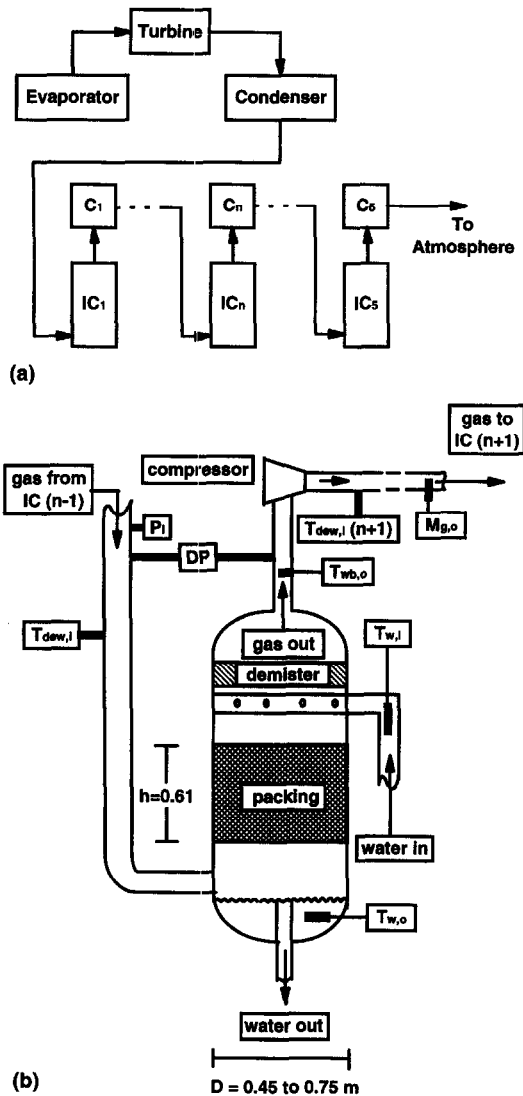 Turbine
Evaporator
Condenser
C1
Cn
C5
To
Atmosphere
IC1
ICn
IC5
(a)
gas from
IC (n-1)
compressor
gas to
IC (n+1)
PI
DP
Tdew,i (n+1)
Mg,o
Twb,o
Tdew,i
Tw,i
gas out
demister
h=0.61
packing
water in
Tw,o
water out
(b)
D = 0.45 to 0.75 m